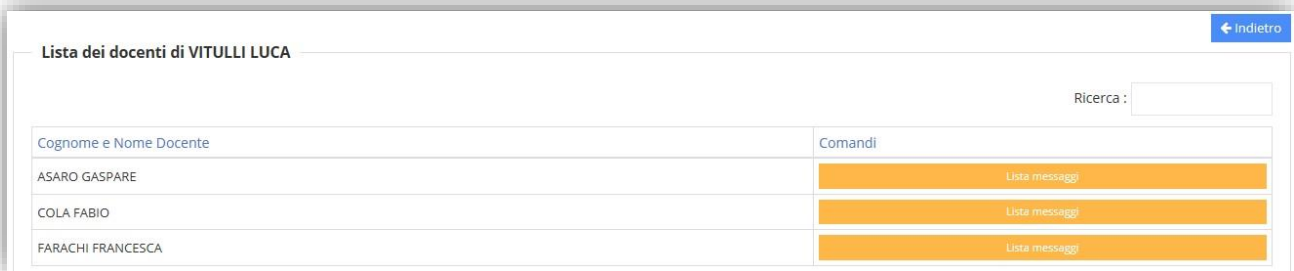 Indietro
Lista dei docenti di VITULLI LUCA
Ricerca :
Cognome e Nome Docente Comandi
ASARO GASPARE Lista messaggi
COLA FABIO Lista messaggi
FARACHI FRANCESCA Lista messaggi